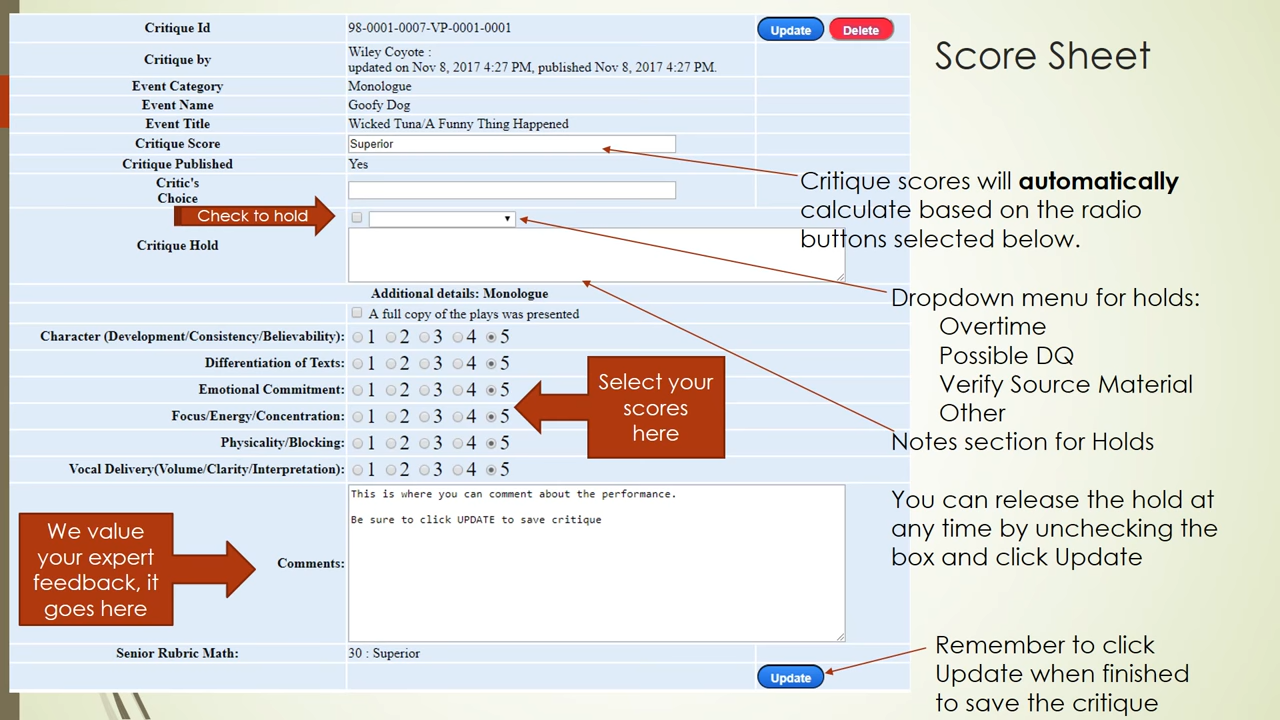 Critique Id 98-0001-0007-VP-0001-0001 Update Delete
Score Sheet
Critique by Wiley Coyote :
updated on Nov 8, 2017 4:27 PM, published Nov 8, 2017 4:27 PM.
Event Category Monologue
Event Name Goofy Dog
Event Title Wicked Tuna/A Funny Thing Happened
Critique Score Superior
Critique Published Yes
Critic's
Choice
Check to hold
Critique Hold
Additional details: Monologue
A full copy of the plays was presented
Character (Development/Consistency/Believability): 1 2 3 4 5
Differentiation of Texts: 1 2 3 4 5
Emotional Commitment: 1 2 3 4 5
Focus/Energy/Concentration: 1 2 3 4 5
Physicality/Blocking: 1 2 3 4 5
Vocal Delivery(Volume/Clarity/Interpretation): 1 2 3 4 5
Select your
scores
here
We value
your expert
feedback, it
goes here
Comments:
This is where you can comment about the performance.
Be sure to click UPDATE to save critique
Senior Rubric Math: 30 : Superior
Update
Critique scores will automatically
calculate based on the radio
buttons selected below.
Dropdown menu for holds:
Overtime
Possible DQ
Verify Source Material
Other
Notes section for Holds
You can release the hold at
any time by unchecking the
box and click Update
Remember to click
Update when finished
to save the critique